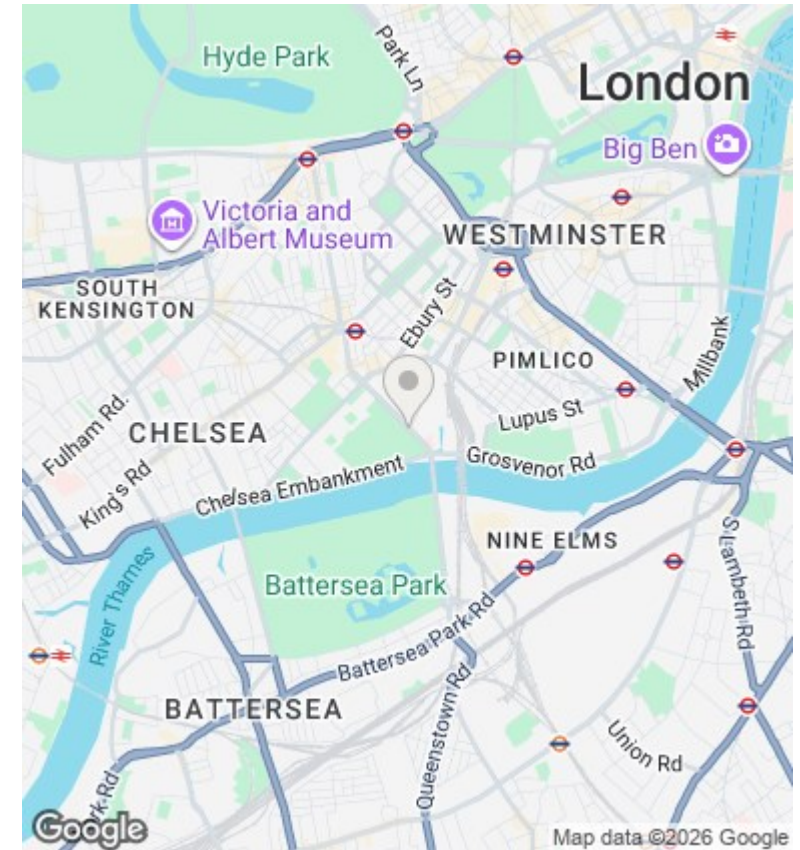 Hyde Park
Park Ln
London
Big Ben
Victoria and
Albert Museum
WESTMINSTER
SOUTH
KENSINGTON
Ebury St
PIMLICO
Millbank
Fulham Rd.
Lupus St
CHELSEA
King's Rd
Grosvenor Rd
Chelsea Embankment
NINE ELMS
S Lambeth Rd
River Thames
Battersea Park
Battersea Park Rd
BATTERSEA
Queenstown Rd
Union Rd
rk Rd
Google
Map data ©2026 Google